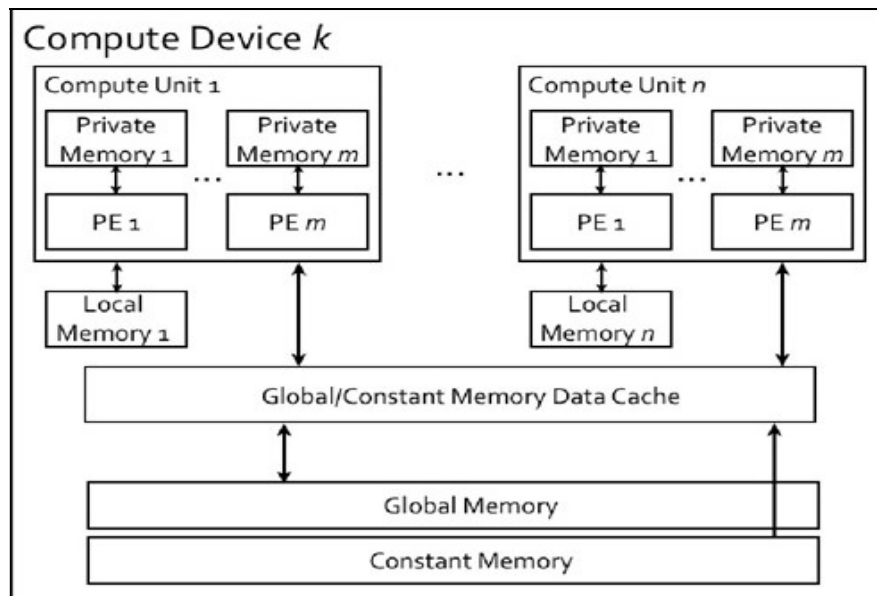 Compute Device k
Compute Unit 1
Compute Unit n
Private Memory 1
Private Memory m
Private Memory 1
Private Memory m
...
...
...
PE 1
PE m
PE 1
PE m
Local Memory 1
Local Memory n
Global/Constant Memory Data Cache
Global Memory
Constant Memory